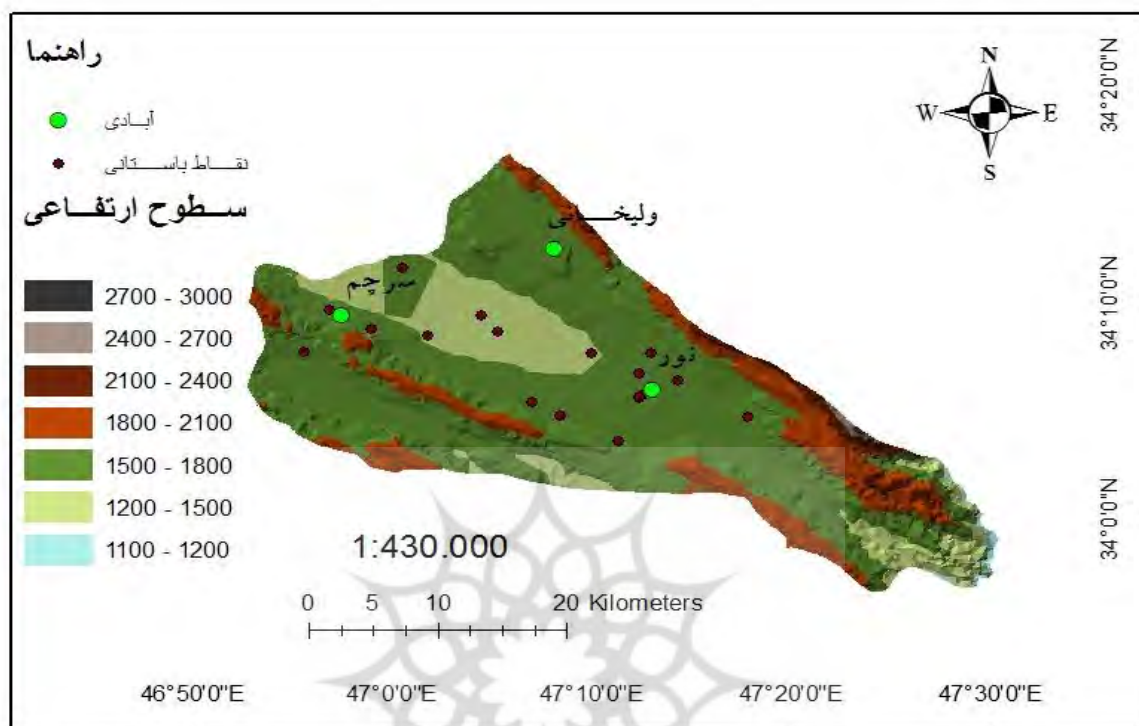 راهنما
آبادی
نقاط باستانی
سطوح ارتفاعی
2700 - 3000
2400 - 2700
2100 - 2400
1800 - 2100
1500 - 1800
1200 - 1500
1100 - 1200
N
W
E
S
ولیخانی
سرچم
نور
34°20'0"N
34°10'0"N
34°0'0"N
1:430.000
0 5 10 20 Kilometers
46°50'0"E 47°00'0"E 47°10'0"E 47°20'0"E 47°30'0"E